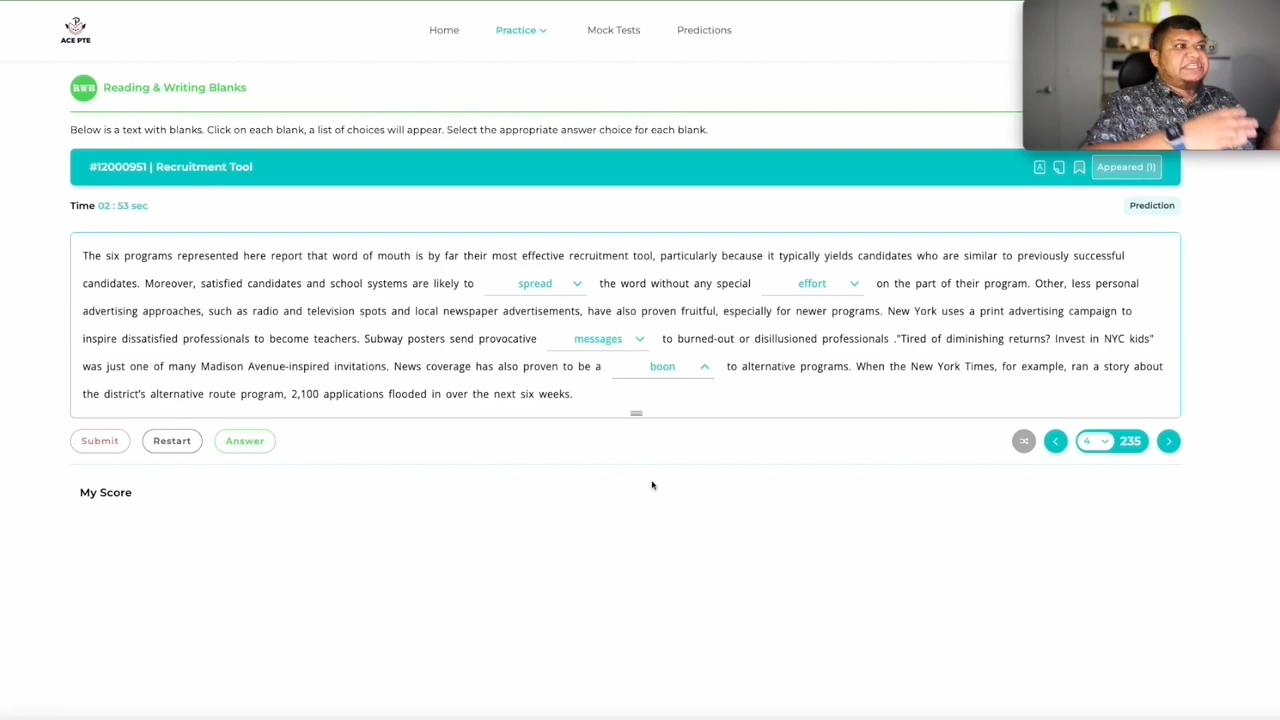 ACE PTE
Home
Practice
Mock Tests
Predictions
RWB
Reading & Writing Blanks
Below is a text with blanks. Click on each blank, a list of choices will appear. Select the appropriate answer choice for each blank.
#12000951 | Recruitment Tool
A
Appeared (1)
Time 02 : 53 sec
Prediction
The six programs represented here report that word of mouth is by far their most effective recruitment tool, particularly because it typically yields candidates who are similar to previously successful
candidates. Moreover, satisfied candidates and school systems are likely to spread the word without any special effort on the part of their program. Other, less personal
advertising approaches, such as radio and television spots and local newspaper advertisements, have also proven fruitful, especially for newer programs. New York uses a print advertising campaign to
inspire dissatisfied professionals to become teachers. Subway posters send provocative messages to burned-out or disillusioned professionals ."Tired of diminishing returns? Invest in NYC kids"
was just one of many Madison Avenue-inspired invitations. News coverage has also proven to be a boon to alternative programs. When the New York Times, for example, ran a story about
the district's alternative route program, 2,100 applications flooded in over the next six weeks.
Submit
Restart
Answer
4
235
My Score